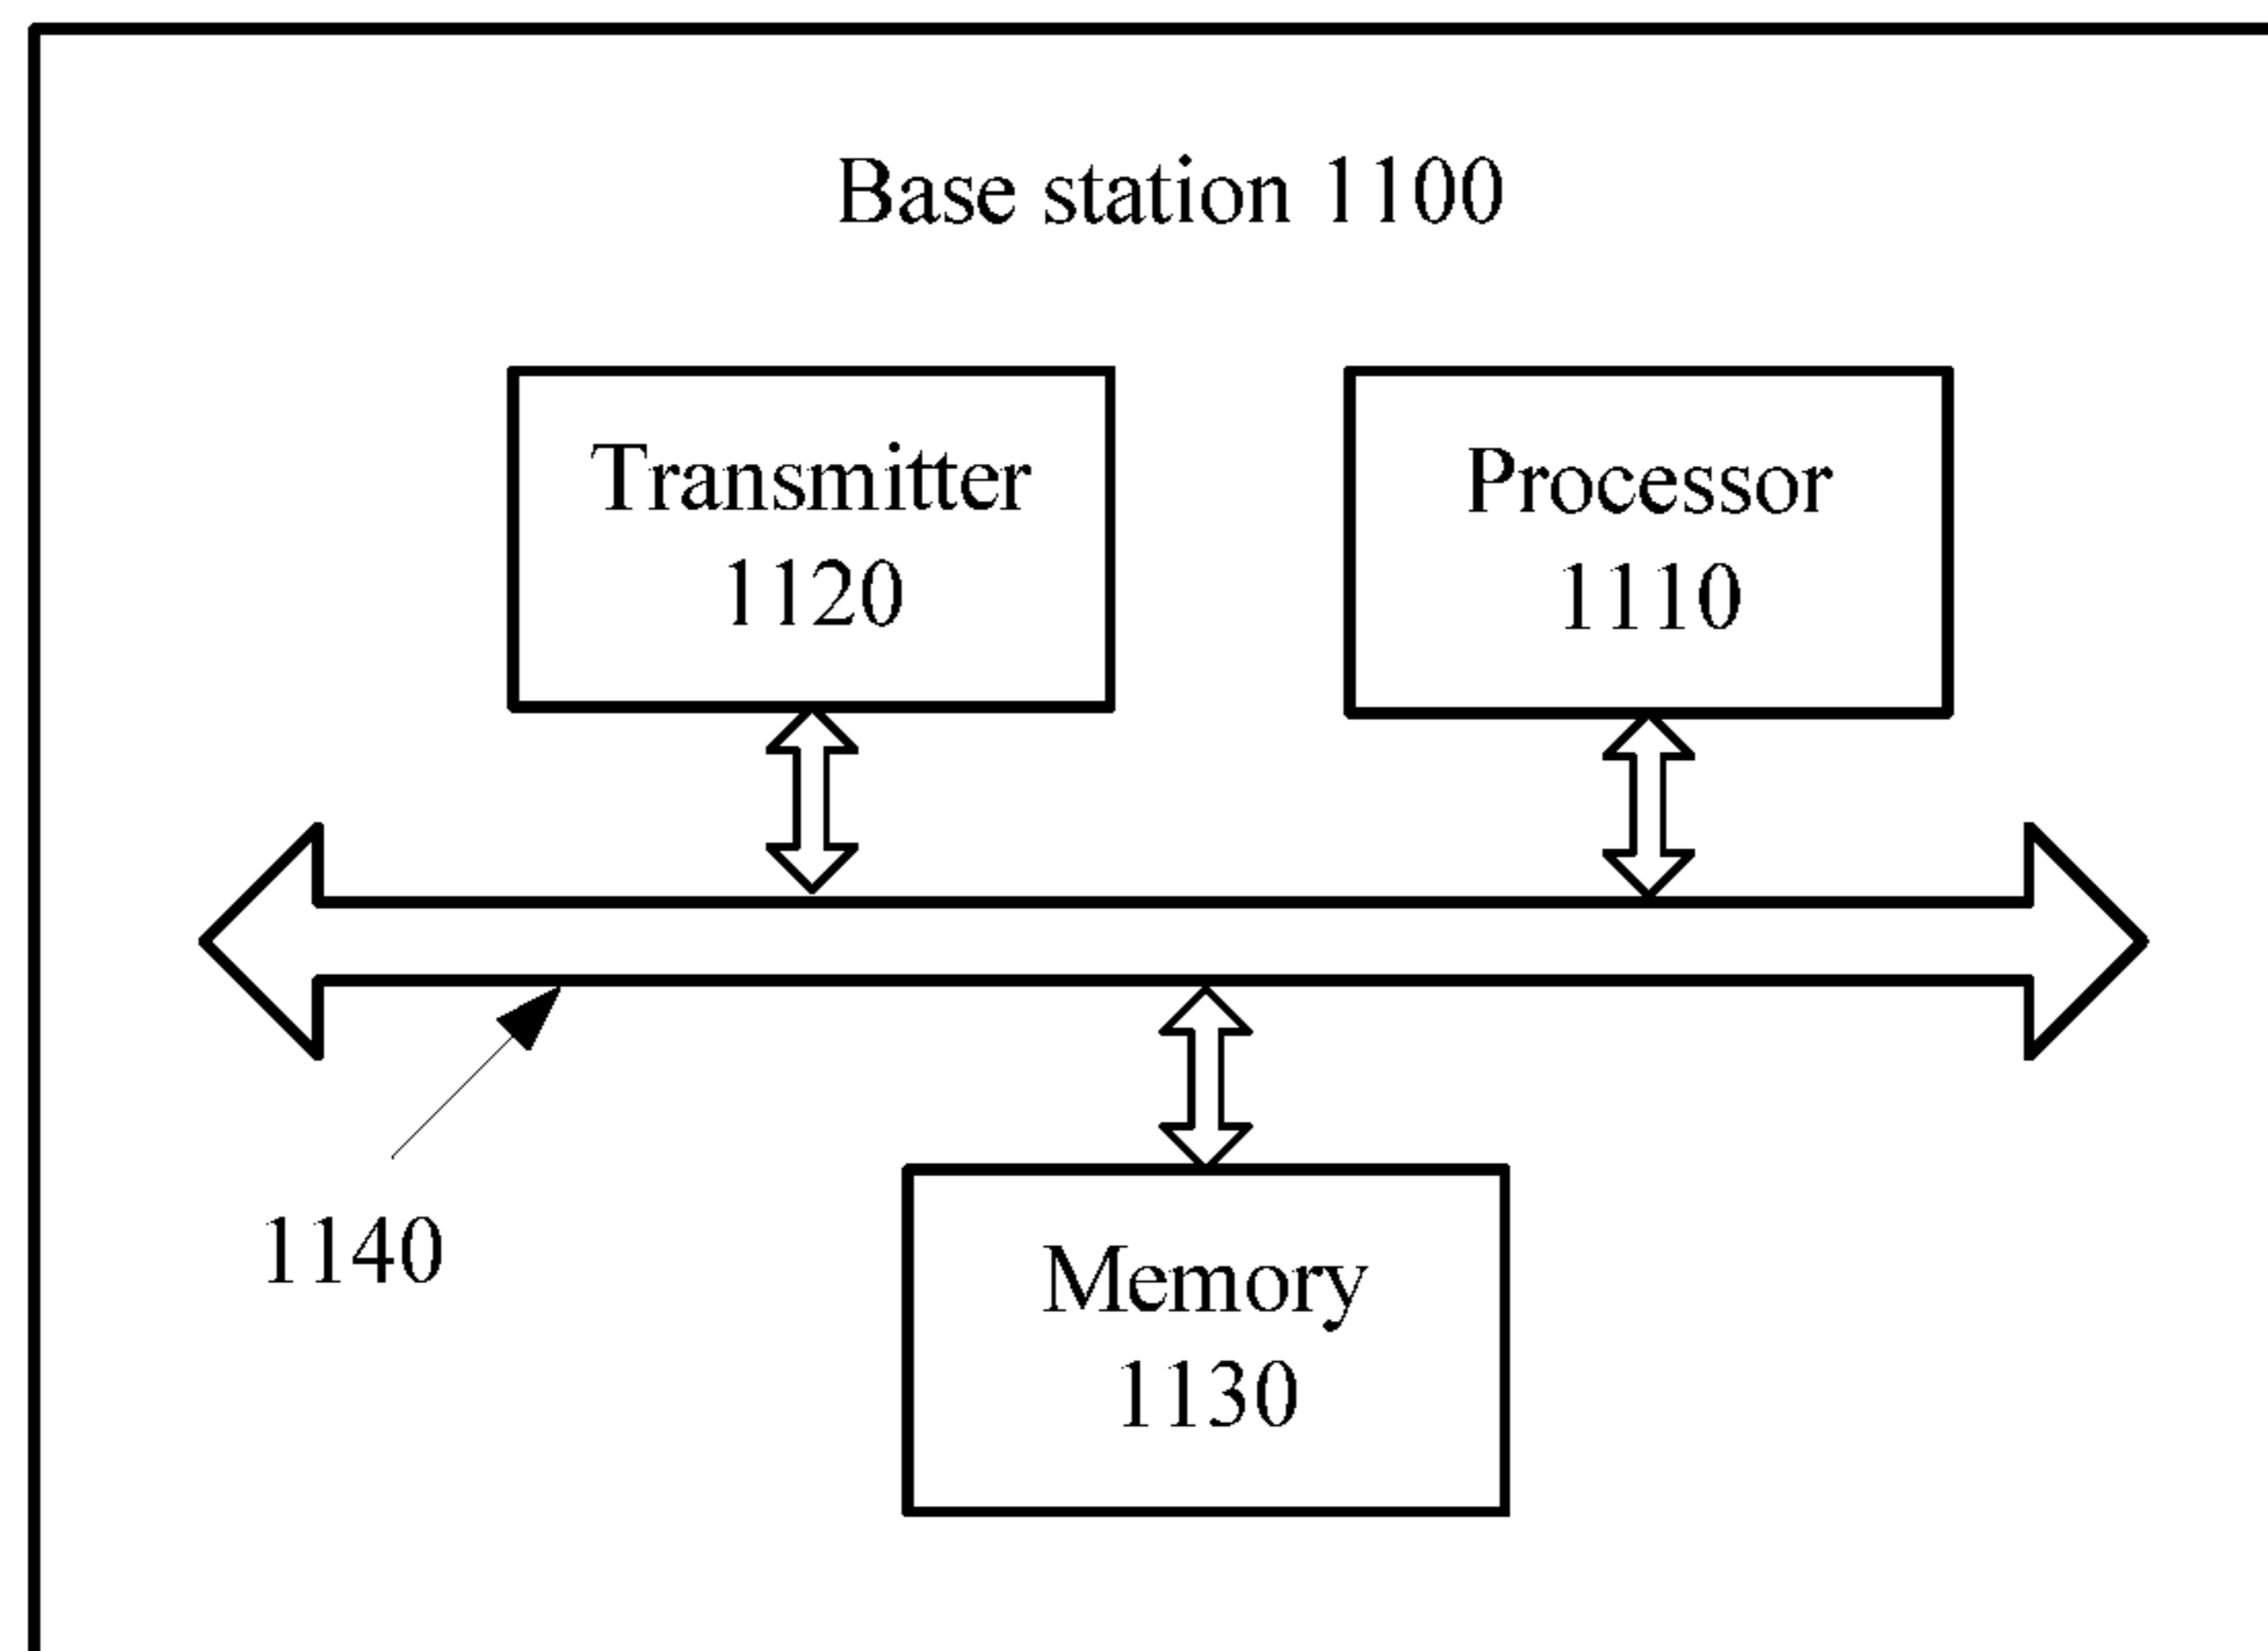 Base station 1100
Transmitter
1120
Processor
1110
1140
Memory
1130